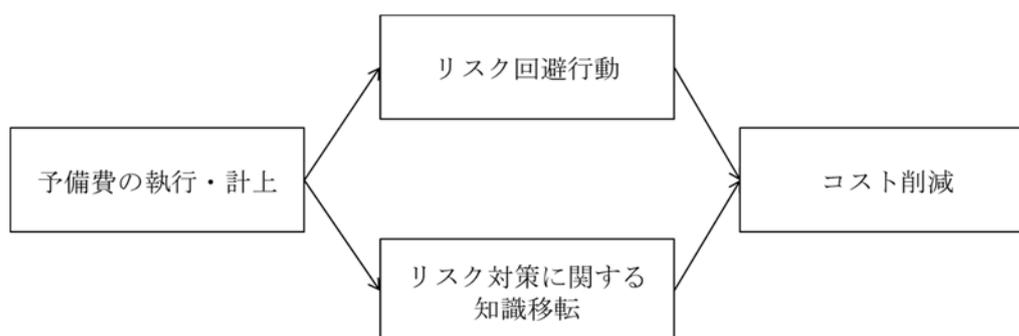 リスク回避行動
予備費の執行・計上
コスト削減
リスク対策に関する
知識移転